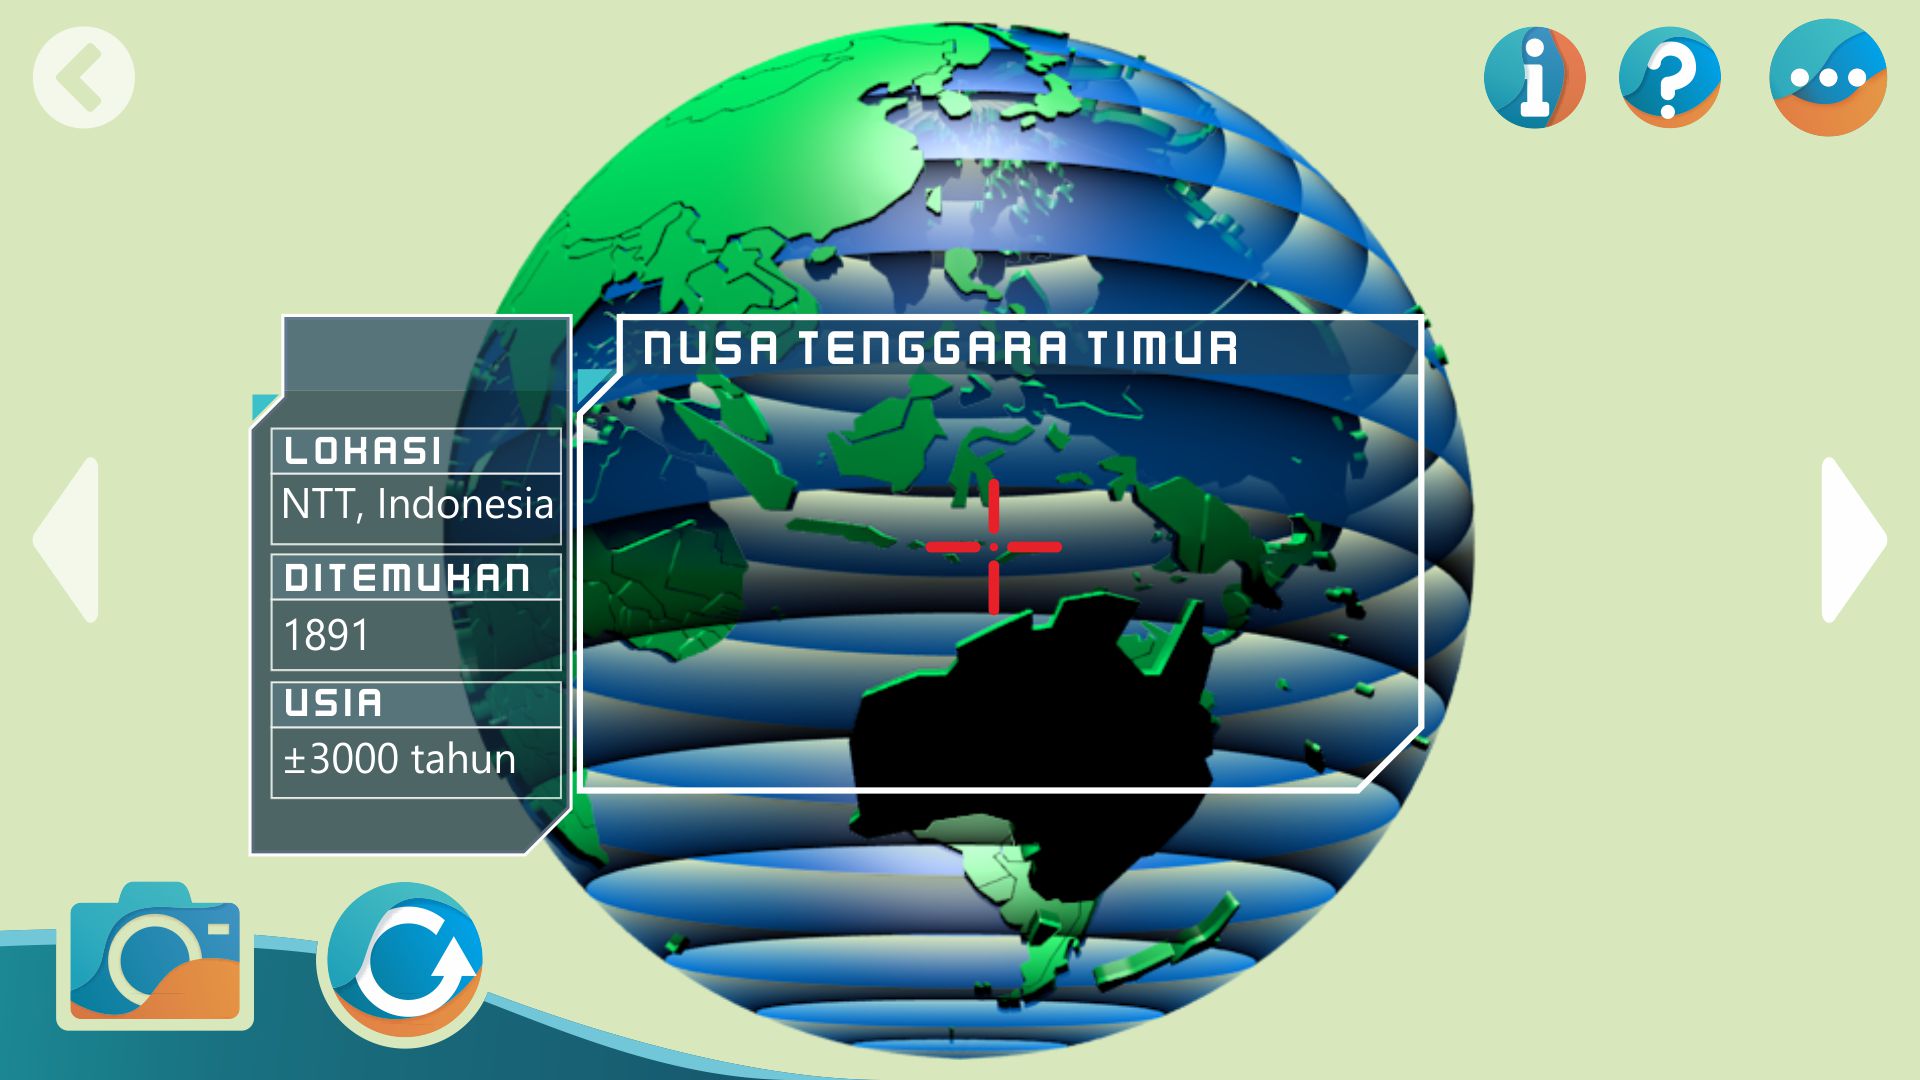 NUSA TENGGARA TIMUR
LOKASI
NTT, Indonesia
DITEMUKAN
1891
USIA
±3000 tahun